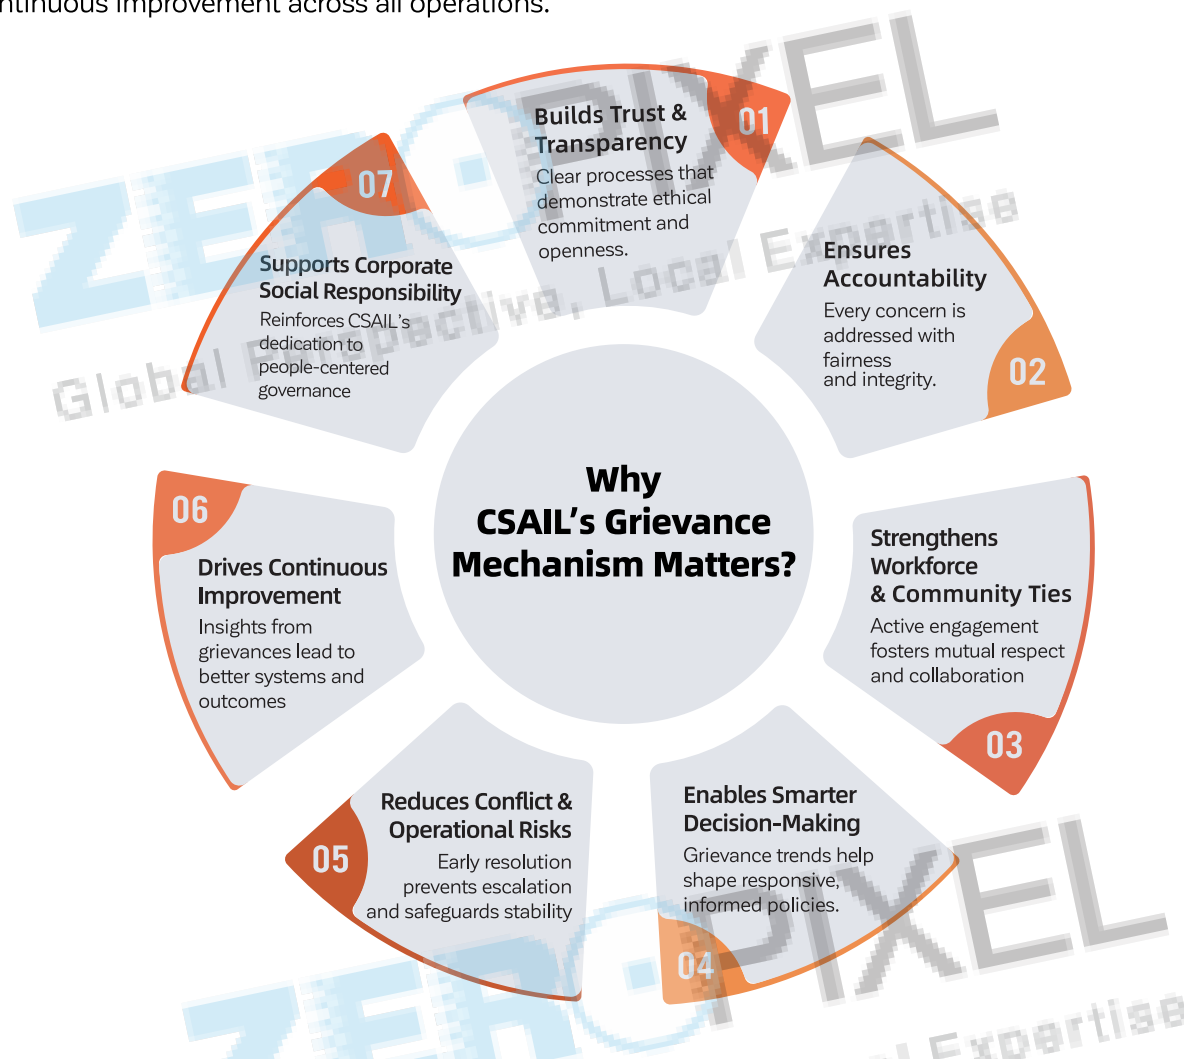 ntinuous improvement across all operations.
Builds Trust &
Transparency
Clear processes that
demonstrate ethical
commitment and
openness.
01
Ensures
Accountability
Every concern is
addressed with
fairness
and integrity.
02
Strengthens
Workforce
& Community Ties
Active engagement
fosters mutual respect
and collaboration
03
Enables Smarter
Decision-Making
Grievance trends help
shape responsive,
informed policies.
04
Reduces Conflict &
Operational Risks
Early resolution
prevents escalation
and safeguards stability
05
06
Drives Continuous
Improvement
Insights from
grievances lead to
better systems and
outcomes
07
Supports Corporate
Social Responsibility
Reinforces CSAIL's
dedication to
people-centered
governance
Why
CSAIL's Grievance
Mechanism Matters?
ZEROPIXEL
Global Perspective, Local Expertise
ZEROPIXEL
Expertise